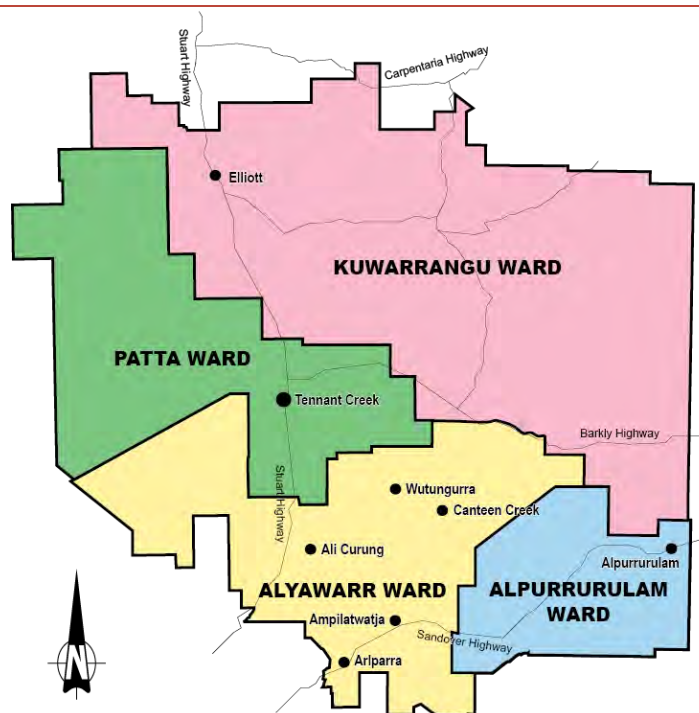 Stuart Highway
Carpentaria Highway
Elliott
KUWARRANGU WARD
PATTA WARD
Tennant Creek
Barkly Highway
Stuart Highway
Wutungurra
Canteen Creek
Ali Curung
Alpurrurulam
ALYAWARR WARD
ALPURRURULAM
WARD
Ampilatwatja
Sandover Highway
Arlparra
N